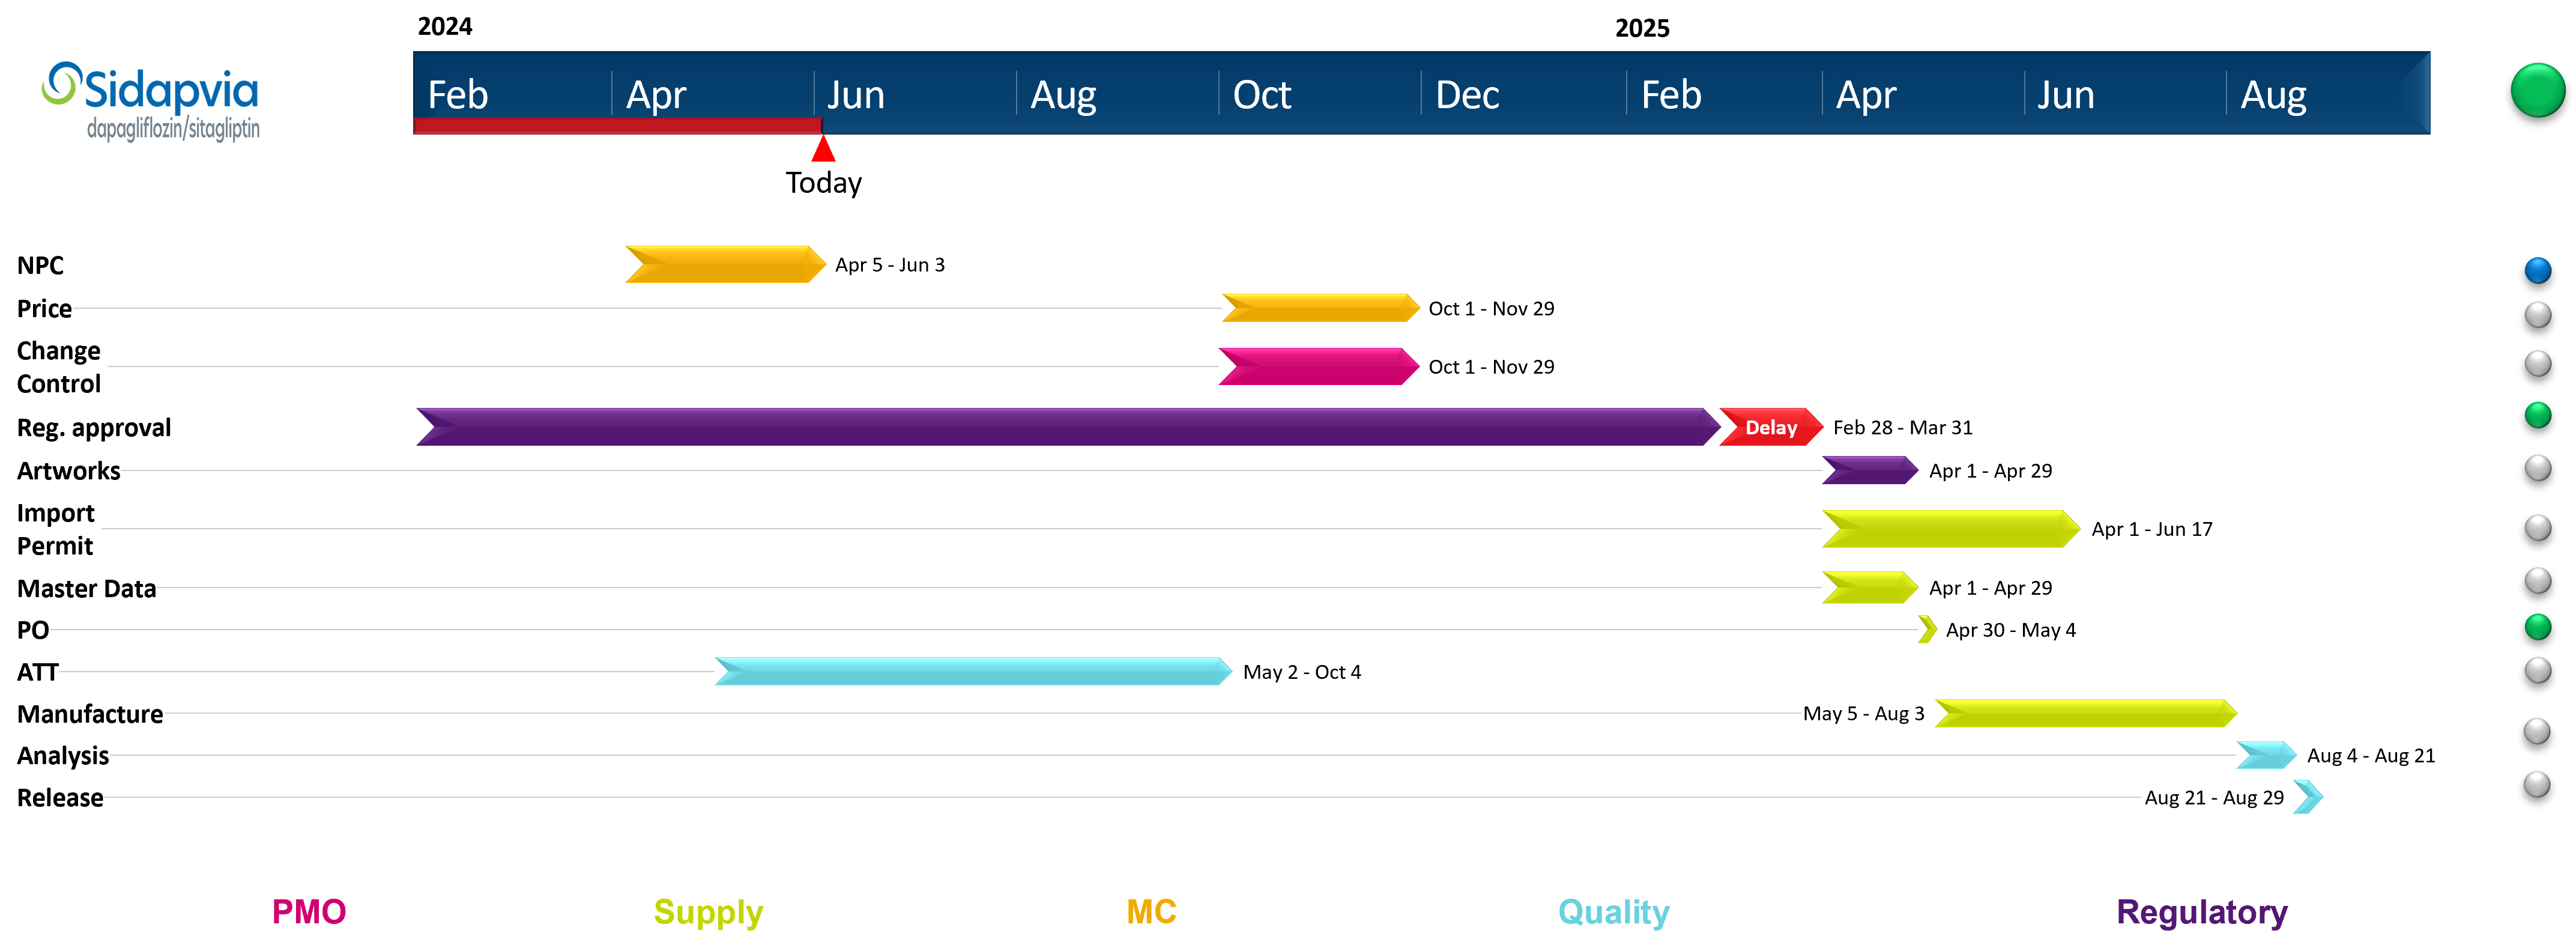 2024
2025
Sidapvia
dapagliflozin/sitagliptin
Feb Apr Jun Aug Oct Dec Feb Apr Jun Aug
Today
NPC
Apr 5 - Jun 3
Price
Oct 1 - Nov 29
Change
Control
Oct 1 - Nov 29
Reg. approval
Delay
Feb 28 - Mar 31
Artworks
Apr 1 - Apr 29
Import
Permit
Apr 1 - Jun 17
Master Data
Apr 1 - Apr 29
PO
Apr 30 - May 4
ATT
May 2 - Oct 4
Manufacture
May 5 - Aug 3
Analysis
Aug 4 - Aug 21
Release
Aug 21 - Aug 29
PMO Supply MC Quality Regulatory